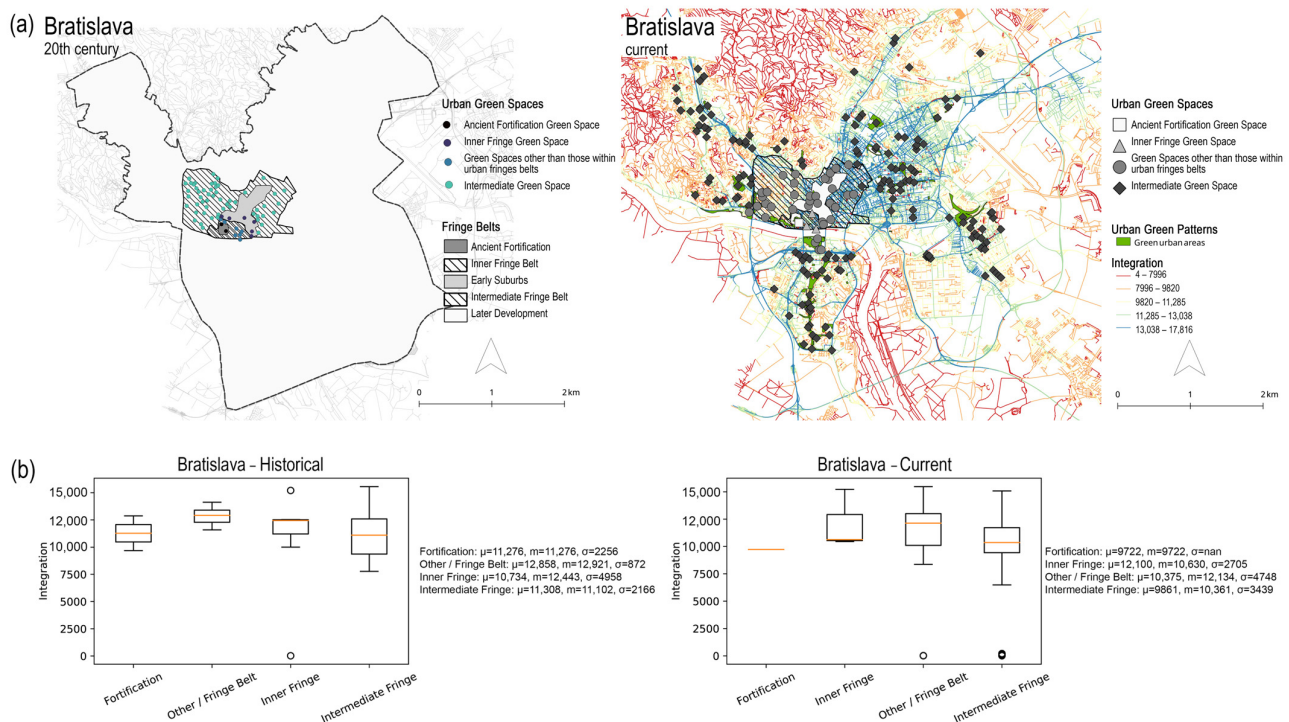 (a)
Bratislava
20th century
Urban Green Spaces
Ancient Fortification Green Space
Inner Fringe Green Space
Green Spaces other than those within
urban fringes belts
Intermediate Green Space
Fringe Belts
Ancient Fortification
Inner Fringe Belt
Early Suburbs
Intermediate Fringe Belt
Later Development
0 1 2 km
Bratislava
current
Urban Green Spaces
Ancient Fortification Green Space
Inner Fringe Green Space
Green Spaces other than those within
urban fringes belts
Intermediate Green Space
Urban Green Patterns
Green urban areas
Integration
4 – 7996
7996 – 9820
9820 – 11,285
11,285 – 13,038
13,038 – 17,816
0 1 2 km
(b)
Bratislava – Historical
Integration
15,000
12,000
10,000
7500
5000
2500
0
Fortification
Other / Fringe Belt
Inner Fringe
Intermediate Fringe
Fortification: μ=11,276, m=11,276, σ=2256
Other / Fringe Belt: μ=12,858, m=12,921, σ=872
Inner Fringe: μ=10,734, m=12,443, σ=4958
Intermediate Fringe: μ=11,308, m=11,102, σ=2166
Bratislava – Current
Integration
15,000
12,000
10,000
7500
5000
2500
0
Fortification
Inner Fringe
Other / Fringe Belt
Intermediate Fringe
Fortification: μ=9722, m=9722, σ=nan
Inner Fringe: μ=12,100, m=10,630, σ=2705
Other / Fringe Belt: μ=10,375, m=12,134, σ=4748
Intermediate Fringe: μ=9861, m=10,361, σ=3439